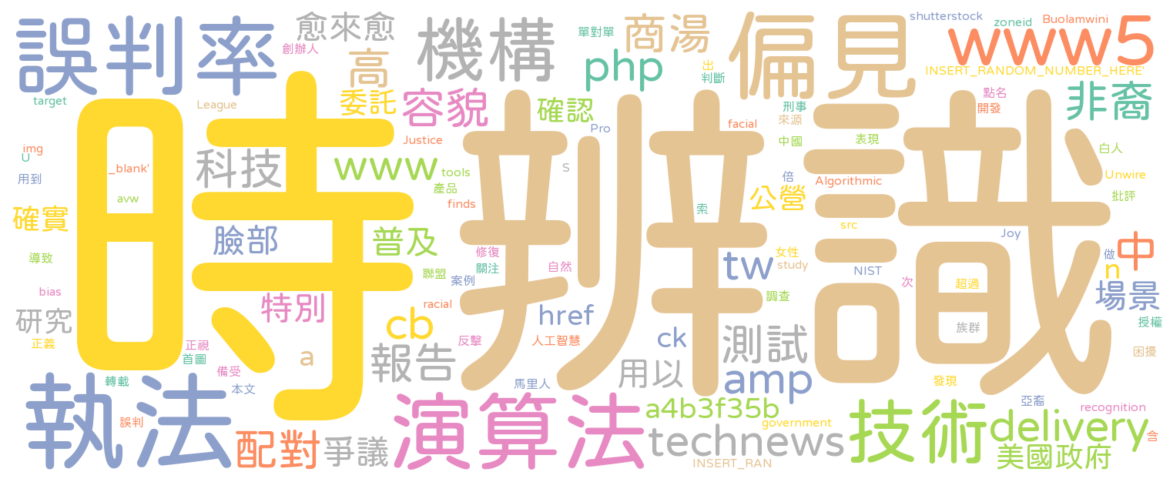 誤判率
愈來愈
創辦人
高
機構
商湯
單對單
php
偏見
shutterstock
zoneid
Buolamwini
www5
INSERT_RANDOM_NUMBER_HERE'
target
League
委託
容貌
確認
出
判斷
刑事
來源
點名
開發
非裔
時
辨識
img
U
用到
_blank'
avw
科技
Justice
www
tools
產品
finds
Pro
S
facial
中國
倍
Algorithmic
表現
白人
Unwire
批評
確實
導致
臉部
普及
聯盟
修復
關注
案例
自然
公營
索
女性
study
src
tw
Joy
NIST
次
超過
做
n
中
場景
授權
bias
研究
正義
特別
racial
cb
href
反擊
人工智慧
ck
調查
族群
困擾
正視
首圖
備受
a
轉載
本文
報告
馬里人
用以
測試
amp
發現
亞裔
recognition
執法
誤判
配對
爭議
演算法
a4b3f35b
government
technews
INSERT_RAN
技術
delivery
美國政府
含